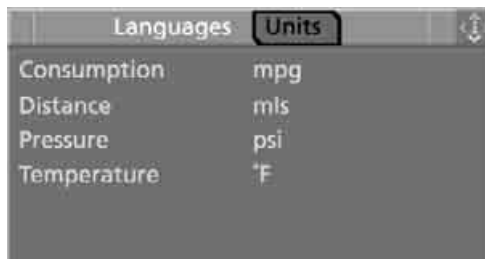 Languages Units
Consumption mpg
Distance mls
Pressure psi
Temperature °F